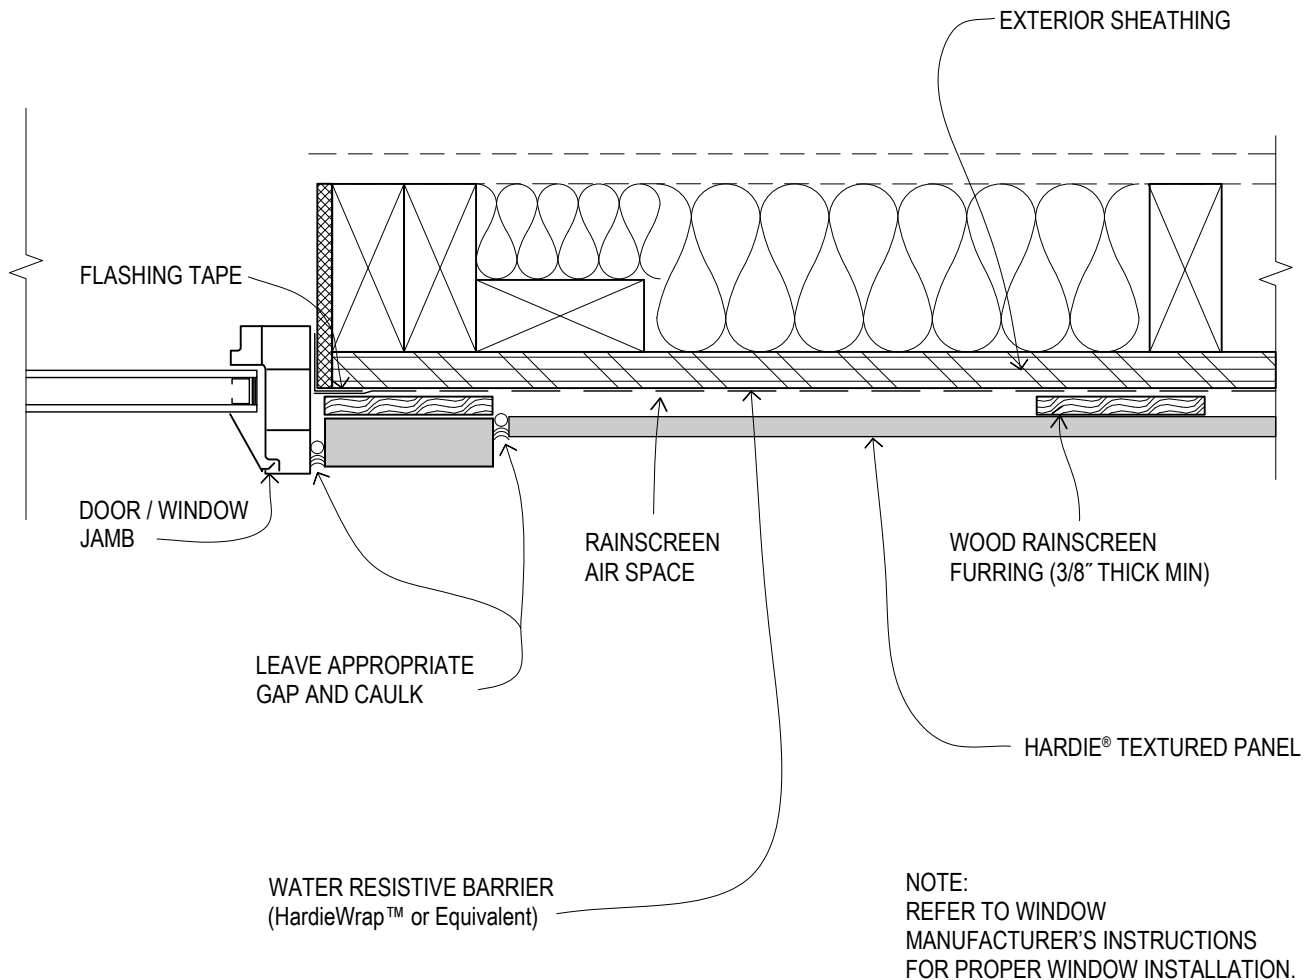 EXTERIOR SHEATHING
FLASHING TAPE
DOOR / WINDOW
JAMB
RAINSCREEN
AIR SPACE
WOOD RAINSCREEN
FURRING (3/8″ THICK MIN)
LEAVE APPROPRIATE
GAP AND CAULK
HARDIE® TEXTURED PANEL
WATER RESISTIVE BARRIER
(HardieWrap™ or Equivalent)
NOTE:
REFER TO WINDOW
MANUFACTURER'S INSTRUCTIONS
FOR PROPER WINDOW INSTALLATION.